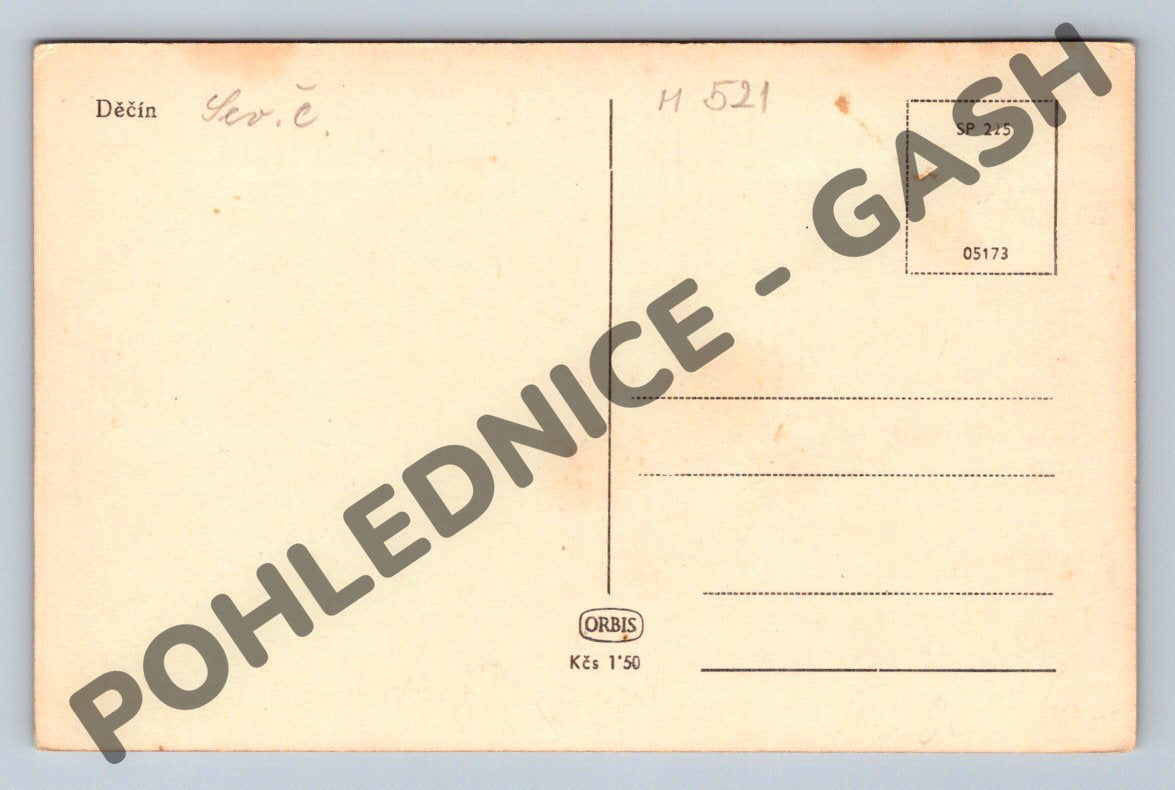 Děčín
Sev. č.
M 521
SP 225
05173
POHLEDNICE - GASH
ORBIS
Kčs 1·50